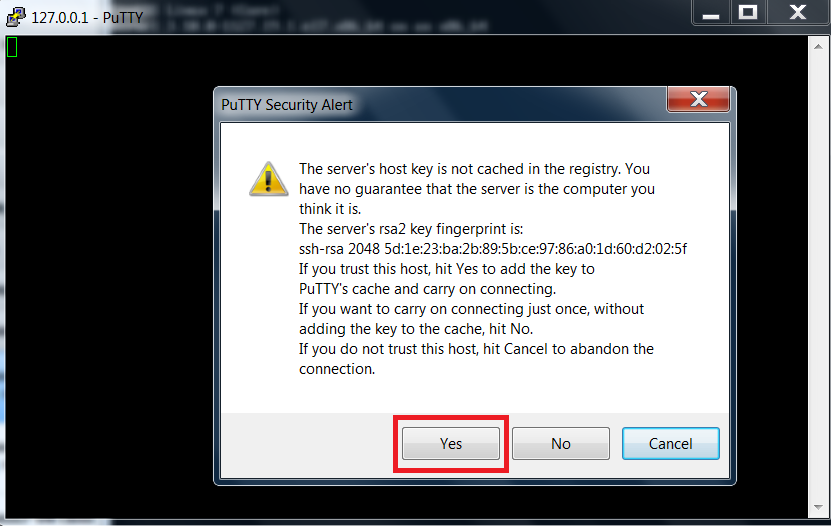 127.0.0.1 - PuTTY
PuTTY Security Alert
The server's host key is not cached in the registry. You
have no guarantee that the server is the computer you
think it is.
The server's rsa2 key fingerprint is:
ssh-rsa 2048 5d:1e:23:ba:2b:89:5b:ce:97:86:a0:1d:60:d2:02:5f
If you trust this host, hit Yes to add the key to
PuTTY's cache and carry on connecting.
If you want to carry on connecting just once, without
adding the key to the cache, hit No.
If you do not trust this host, hit Cancel to abandon the
connection.
Yes
No
Cancel